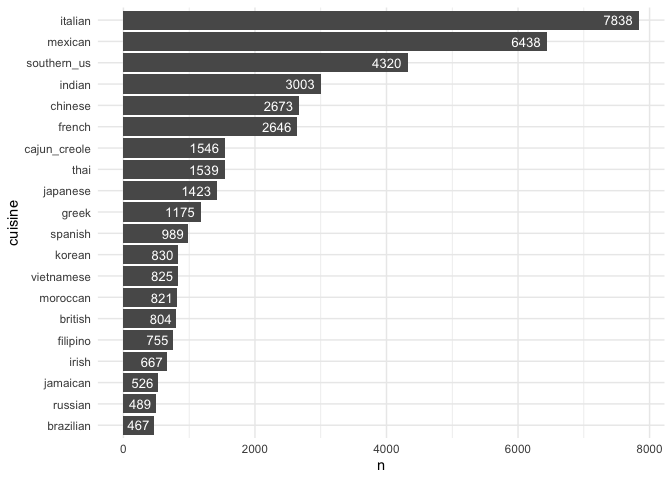 italian 7838
mexican 6438
southern_us 4320
indian 3003
chinese 2673
french 2646
cajun_creole 1546
thai 1539
japanese 1423
greek 1175
spanish 989
korean 830
vietnamese 825
moroccan 821
british 804
filipino 755
irish 667
jamaican 526
russian 489
brazilian 467
cuisine
0 2000 4000 6000 8000
n